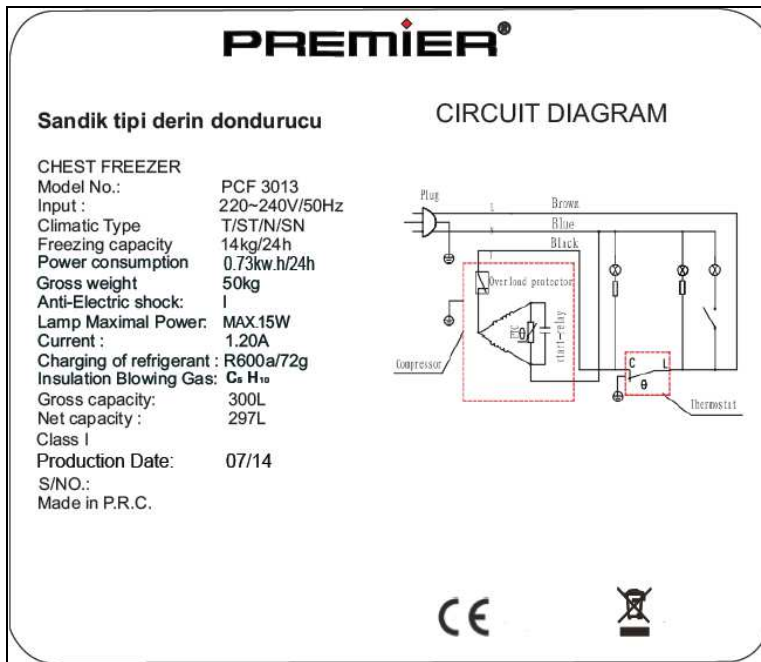 PREMiER®
Sandik tipi derin dondurucu
CHEST FREEZER
Model No.: PCF 3013
Input : 220~240V/50Hz
Climatic Type T/ST/N/SN
Freezing capacity 14kg/24h
Power consumption 0.73kw.h/24h
Gross weight 50kg
Anti-Electric shock: I
Lamp Maximal Power: MAX.15W
Current : 1.20A
Charging of refrigerant : R600a/72g
Insulation Blowing Gas: C₅ H₁₀
Gross capacity: 300L
Net capacity : 297L
Class I
Production Date: 07/14
S/NO.:
Made in P.R.C.
CIRCUIT DIAGRAM
Plug
Brown
Blue
Black
Overload protector
PTC
start-relay
Compressor
C L
θ
Thermostat
CE